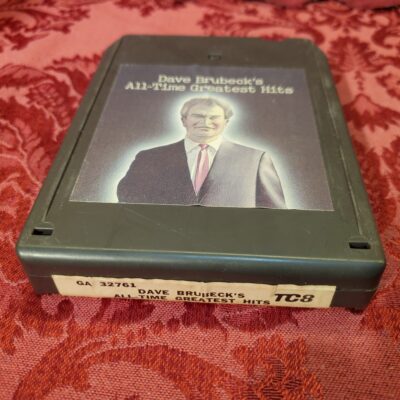 Dave Brubeck's
All-Time Greatest Hits
GA 32761
DAVE BRUBECK'S
ALL-TIME GREATEST HITS
TC8